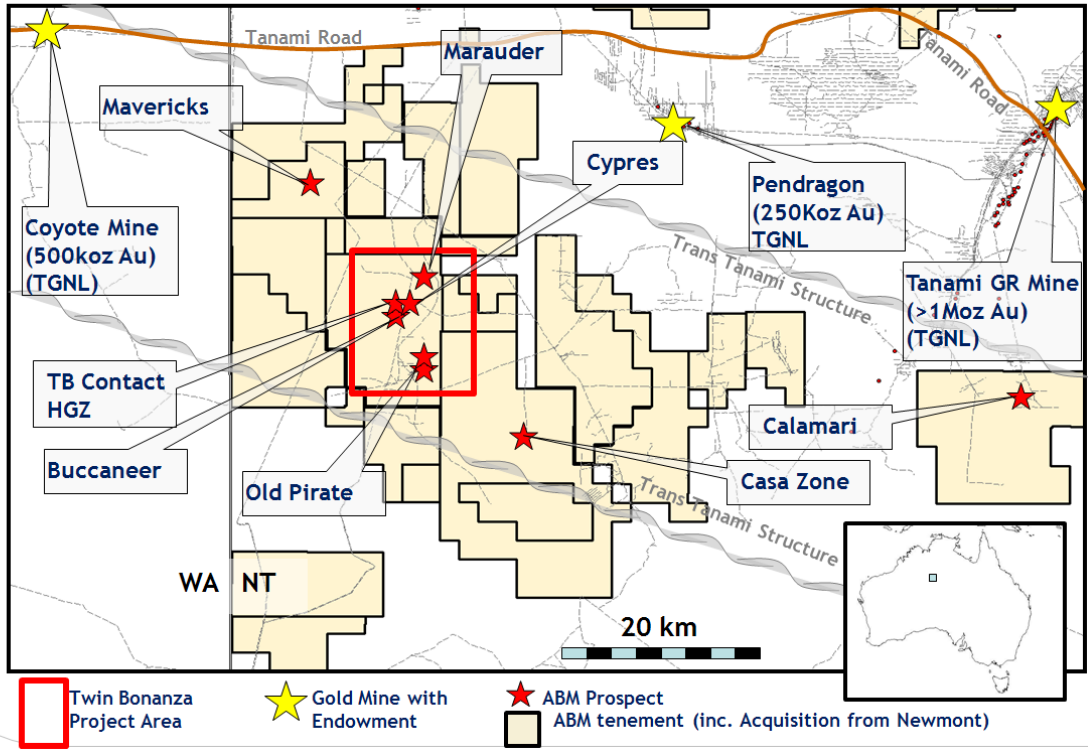 Tanami Road
Marauder
Mavericks
Cypres
Tanami
Road
Coyote Mine
(500koz Au)
(TGNL)
Pendragon
(250Koz Au)
TGNL
Trans Tanami Structure
Tanami GR Mine
(>1Moz Au)
(TGNL)
TB Contact
HGZ
Buccaneer
Old Pirate
Calamari
Casa Zone
Trans Tanami Structure
WA NT
20 km
Twin Bonanza
Project Area
Gold Mine with
Endowment
ABM Prospect
ABM tenement (inc. Acquisition from Newmont)